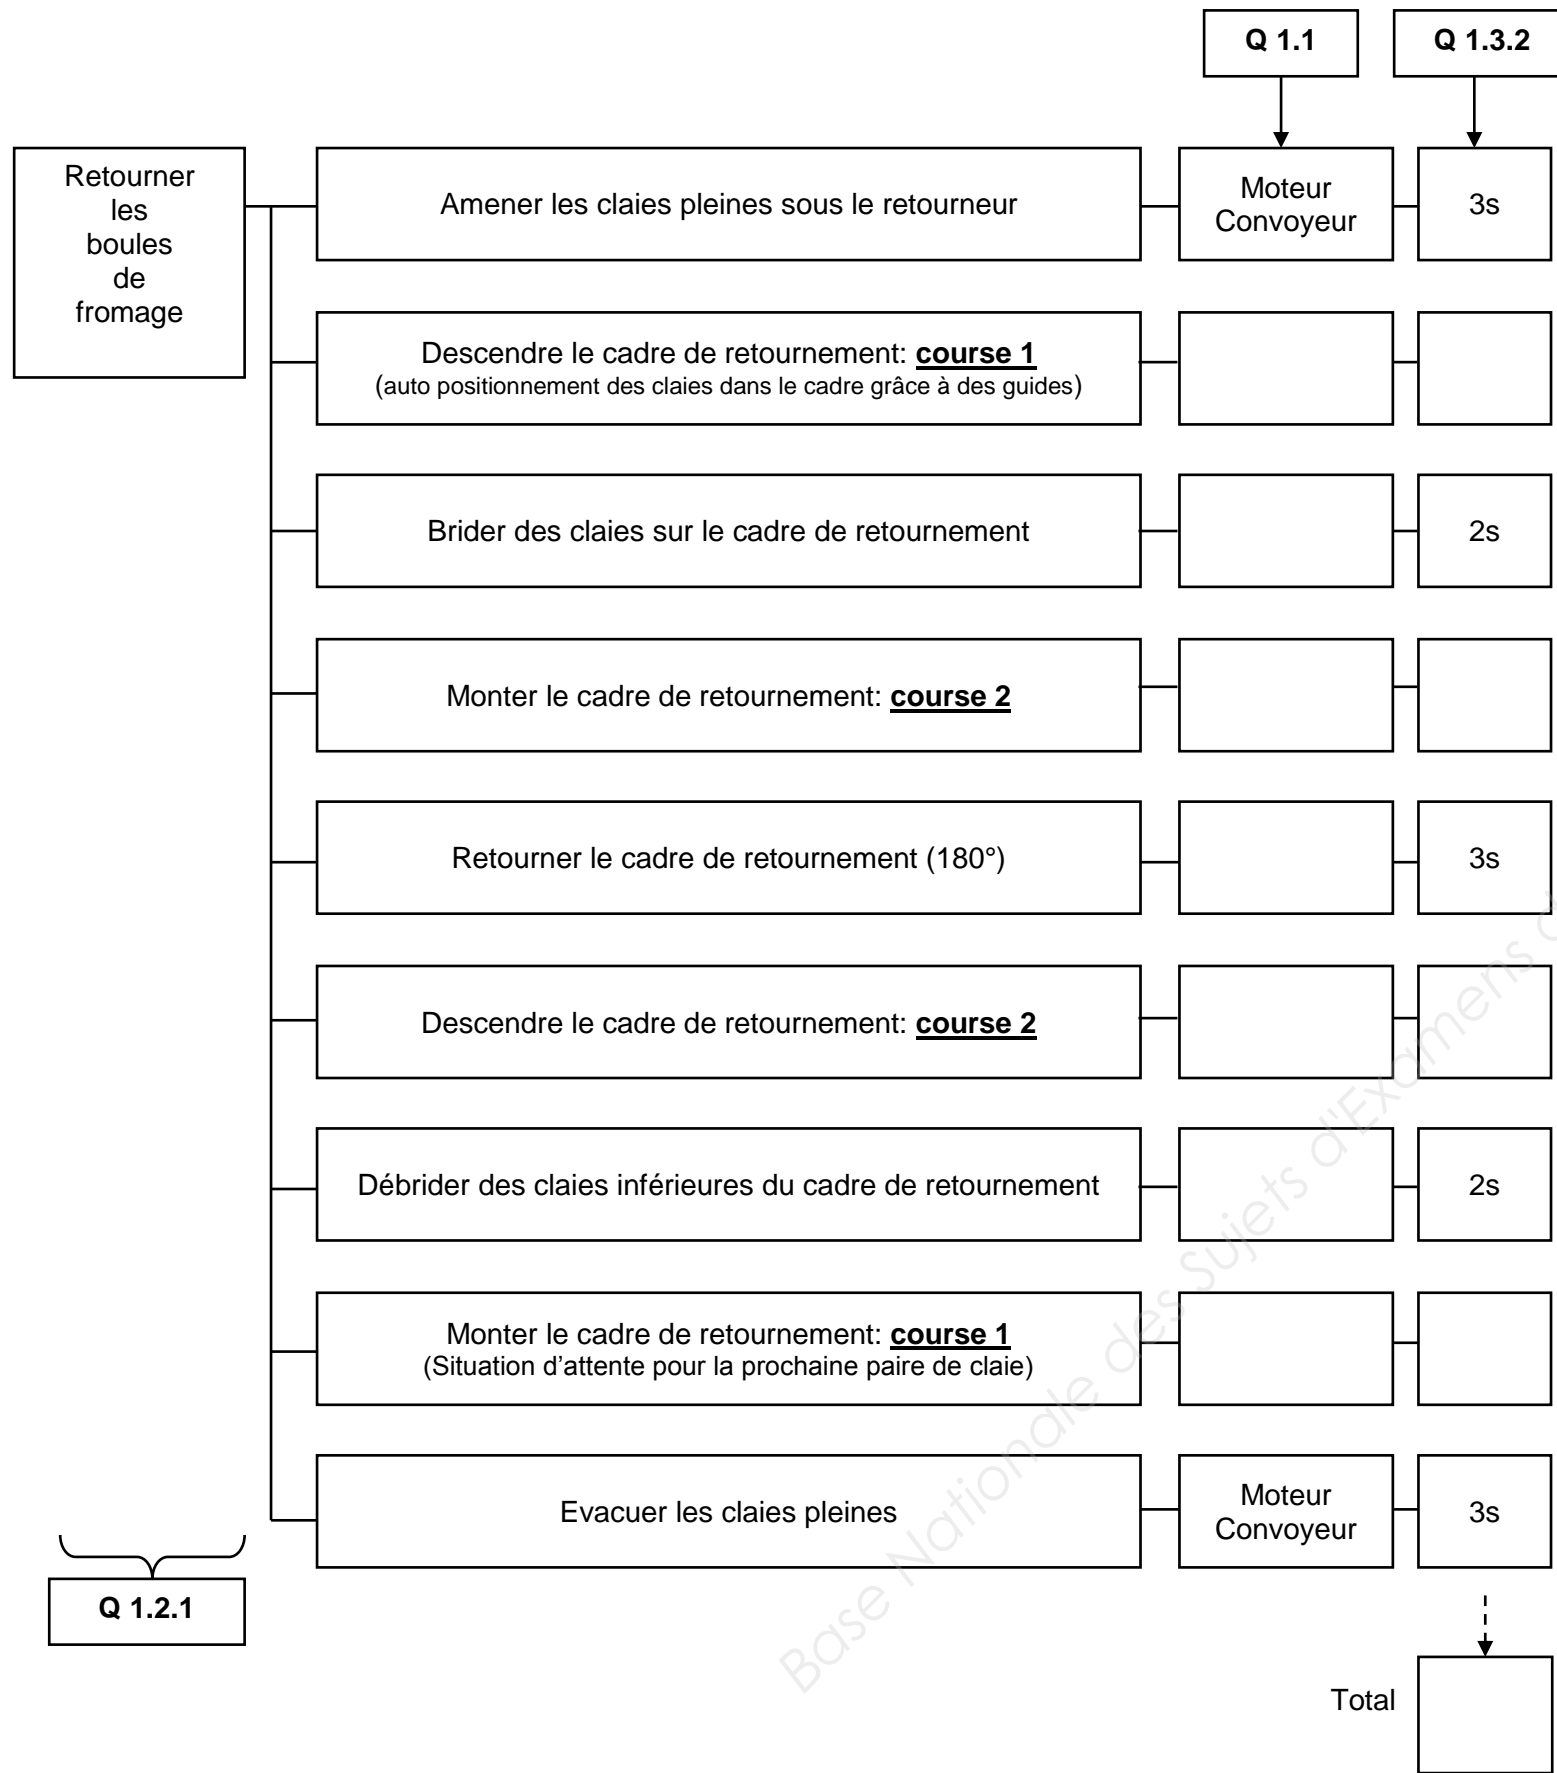 Q 1.1
Q 1.3.2
Retourner
les
boules
de
fromage
Amener les claies pleines sous le retourneur
Moteur
Convoyeur
3s
Descendre le cadre de retournement: course 1
(auto positionnement des claies dans le cadre grâce à des guides)
Brider des claies sur le cadre de retournement
2s
Monter le cadre de retournement: course 2
Retourner le cadre de retournement (180°)
3s
Descendre le cadre de retournement: course 2
Débrider des claies inférieures du cadre de retournement
2s
Monter le cadre de retournement: course 1
(Situation d'attente pour la prochaine paire de claie)
Evacuer les claies pleines
Moteur
Convoyeur
3s
Q 1.2.1
Total
Base Nationale des Sujets d'Examens